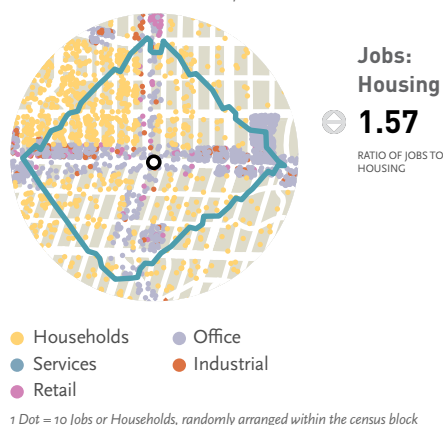 Jobs:
Housing
1.57
RATIO OF JOBS TO
HOUSING
Households
Office
Services
Industrial
Retail
1 Dot = 10 Jobs or Households, randomly arranged within the census block